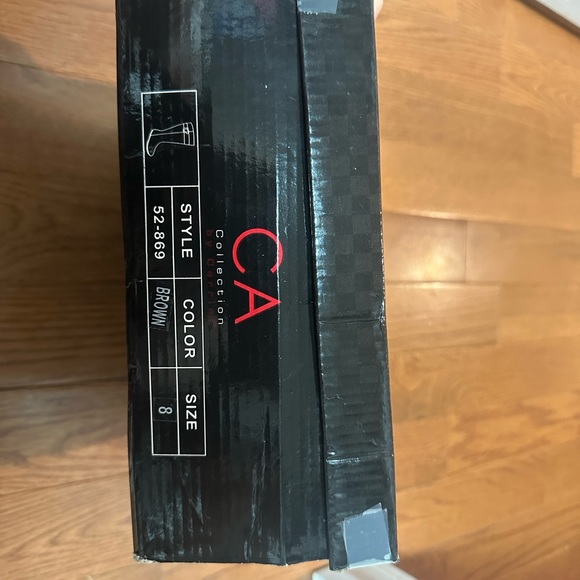 CA
Collection
STYLE COLOR SIZE
52-869 BROWN 8